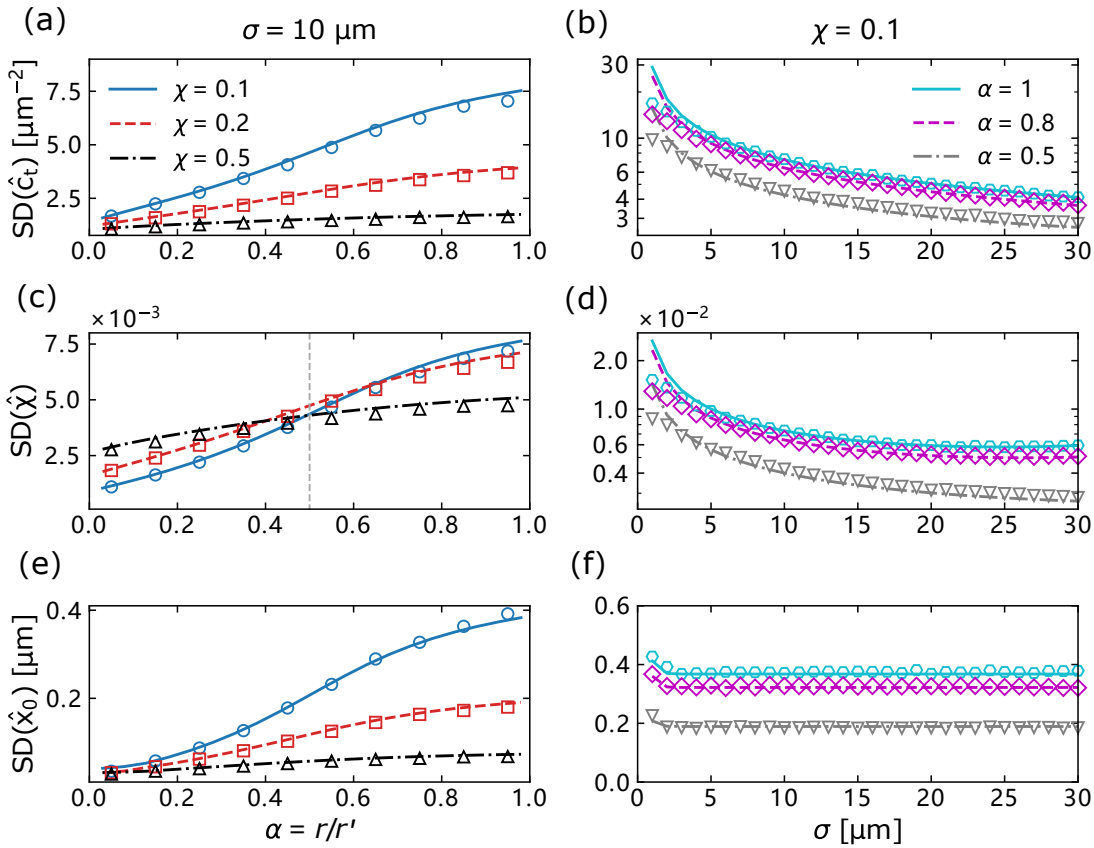 (a)
σ = 10 μm
SD(ĉₜ) [μm⁻²]
7.5
5.0
2.5
χ = 0.1
χ = 0.2
χ = 0.5
0.0 0.2 0.4 0.6 0.8 1.0
(b)
χ = 0.1
30
10
6
4
3
α = 1
α = 0.8
α = 0.5
0 5 10 15 20 25 30
(c)
× 10⁻³
SD(χ̂)
7.5
5.0
2.5
0.0 0.2 0.4 0.6 0.8 1.0
(d)
× 10⁻²
2.0
1.0
0.6
0.4
0 5 10 15 20 25 30
(e)
SD(x̂₀) [μm]
0.4
0.2
0.0 0.2 0.4 0.6 0.8 1.0
α = r/r'
(f)
0.6
0.4
0.2
0.0
0 5 10 15 20 25 30
σ [μm]